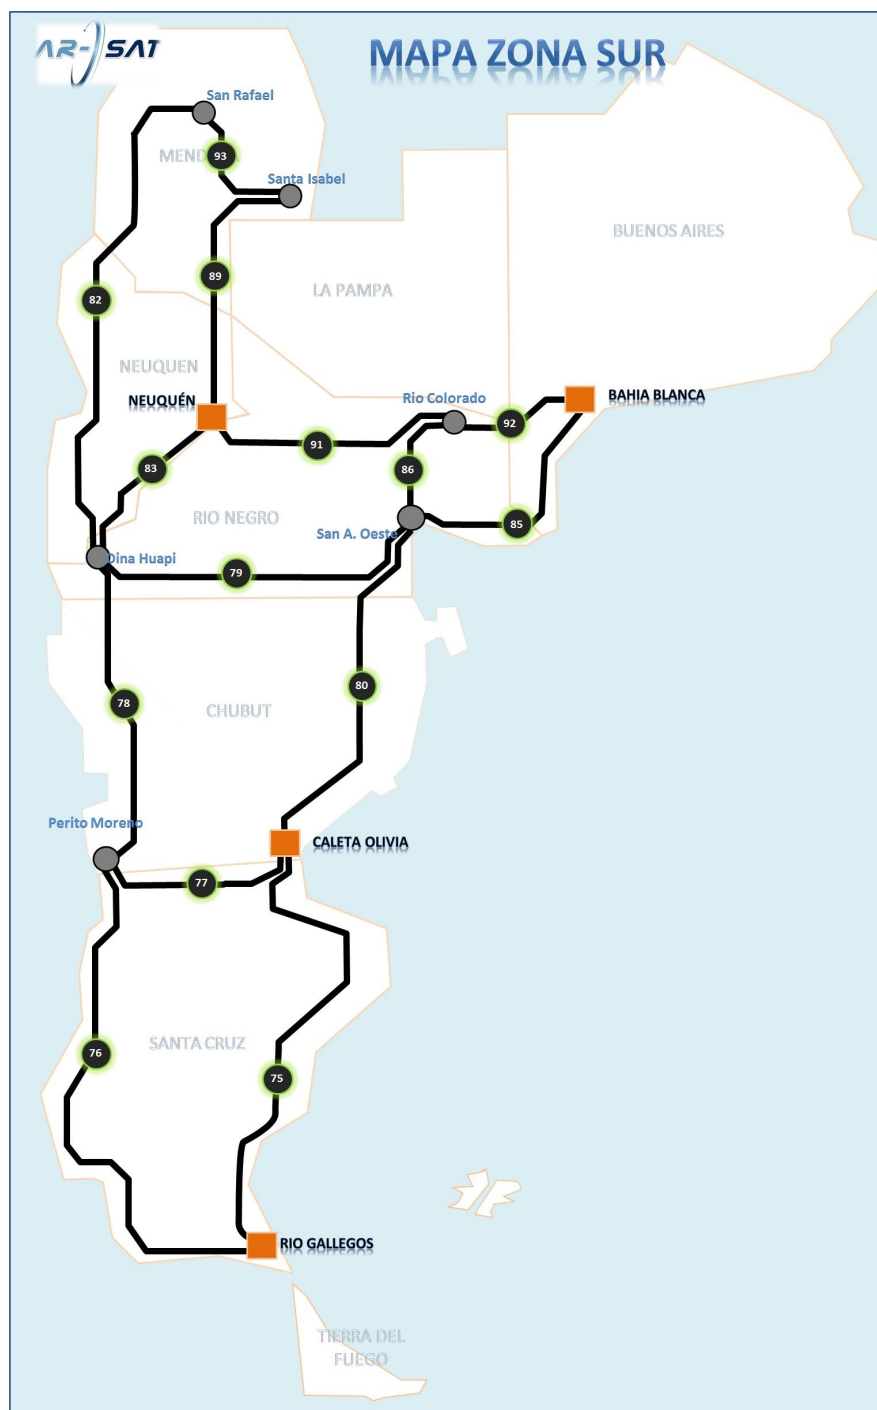 AR-SAT
MAPA ZONA SUR
San Rafael
93
MENDOZA
Santa Isabel
BUENOS AIRES
89
LA PAMPA
82
NEUQUEN
NEUQUÉN
Rio Colorado
BAHIA BLANCA
92
91
83
86
RIO NEGRO
85
San A. Oeste
Dina Huapi
79
80
78
CHUBUT
Perito Moreno
CALETA OLIVIA
77
SANTA CRUZ
76
75
RIO GALLEGOS
TIERRA DEL
FUEGO